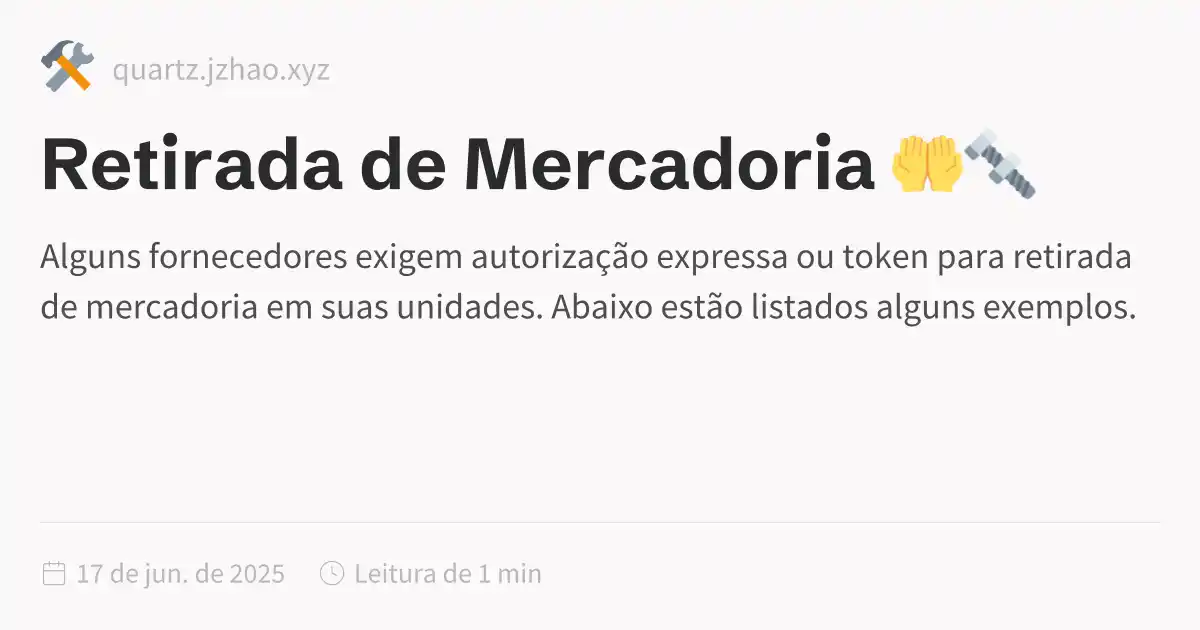 quartz.jzhao.xyz
Retirada de Mercadoria 🤲🔩
Alguns fornecedores exigem autorização expressa ou token para retirada
de mercadoria em suas unidades. Abaixo estão listados alguns exemplos.
17 de jun. de 2025 Leitura de 1 min